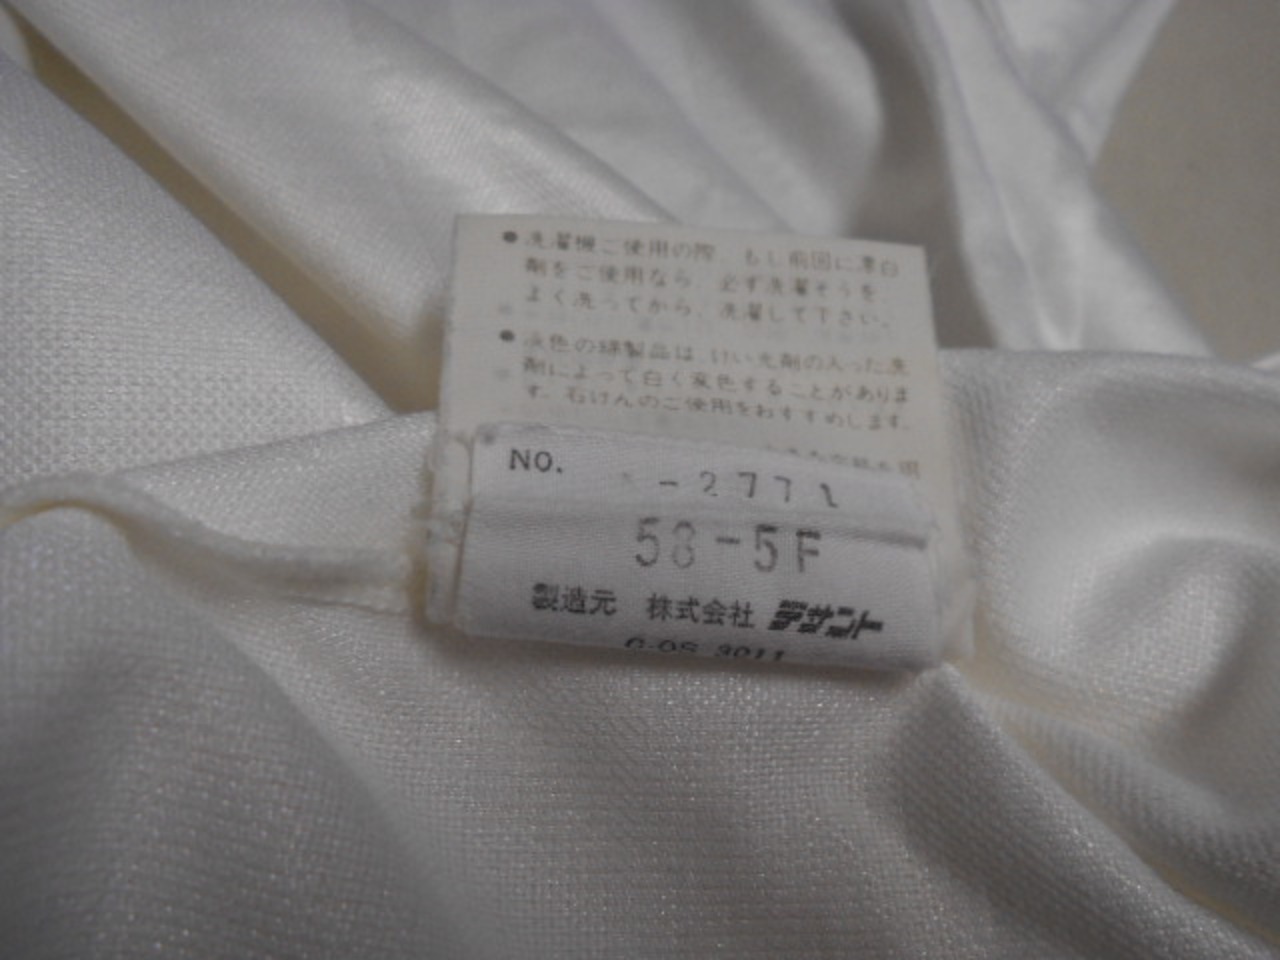 ●洗濯機ご使用の際　もし前回に漂白
剤をご使用なら、必ず洗濯そうを
よく洗ってから、洗濯して下さい。
●淡色の綿製品は、けい光剤の入った洗
剤によって白く変色することがありま
す。石けんのご使用をおすすめします。
NO. -2771
58-5F
製造元　株式会社 デサント